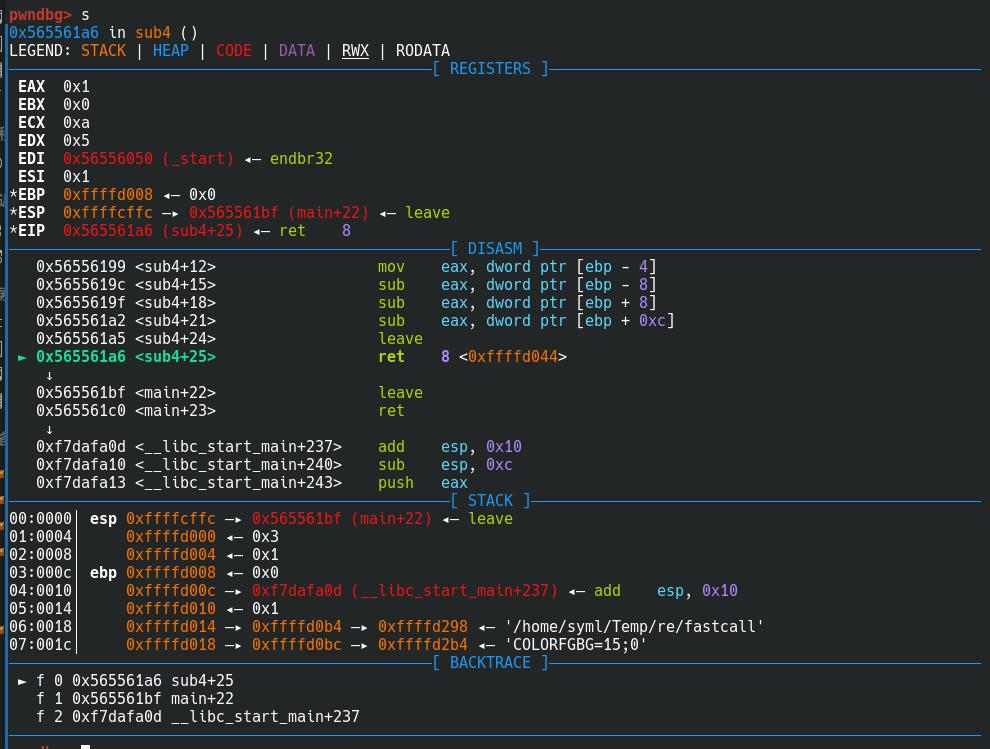 pwndbg> s
0x565561a6 in sub4 ()
LEGEND: STACK | HEAP | CODE | DATA | RWX | RODATA
[ REGISTERS ]
EAX  0x1
EBX  0x0
ECX  0xa
EDX  0x5
EDI  0x56556050 (_start) ◂— endbr32
ESI  0x1
*EBP  0xffffd008 ◂— 0x0
*ESP  0xffffcffc —▸ 0x565561bf (main+22) ◂— leave
*EIP  0x565561a6 (sub4+25) ◂— ret    8
[ DISASM ]
0x56556199 <sub4+12>    mov    eax, dword ptr [ebp - 4]
0x5655619c <sub4+15>    sub    eax, dword ptr [ebp - 8]
0x5655619f <sub4+18>    sub    eax, dword ptr [ebp + 8]
0x565561a2 <sub4+21>    sub    eax, dword ptr [ebp + 0xc]
0x565561a5 <sub4+24>    leave
► 0x565561a6 <sub4+25>    ret    8 <0xffffd044>
↓
0x565561bf <main+22>    leave
0x565561c0 <main+23>    ret
↓
0xf7dafa0d <__libc_start_main+237>    add    esp, 0x10
0xf7dafa10 <__libc_start_main+240>    sub    esp, 0xc
0xf7dafa13 <__libc_start_main+243>    push   eax
[ STACK ]
00:0000│ esp 0xffffcffc —▸ 0x565561bf (main+22) ◂— leave
01:0004│     0xffffd000 ◂— 0x3
02:0008│     0xffffd004 ◂— 0x1
03:000c│ ebp 0xffffd008 ◂— 0x0
04:0010│     0xffffd00c —▸ 0xf7dafa0d (__libc_start_main+237) ◂— add    esp, 0x10
05:0014│     0xffffd010 ◂— 0x1
06:0018│     0xffffd014 —▸ 0xffffd0b4 —▸ 0xffffd298 ◂— '/home/syml/Temp/re/fastcall'
07:001c│     0xffffd018 —▸ 0xffffd0bc —▸ 0xffffd2b4 ◂— 'COLORFGBG=15;0'
[ BACKTRACE ]
► f 0 0x565561a6 sub4+25
f 1 0x565561bf main+22
f 2 0xf7dafa0d __libc_start_main+237